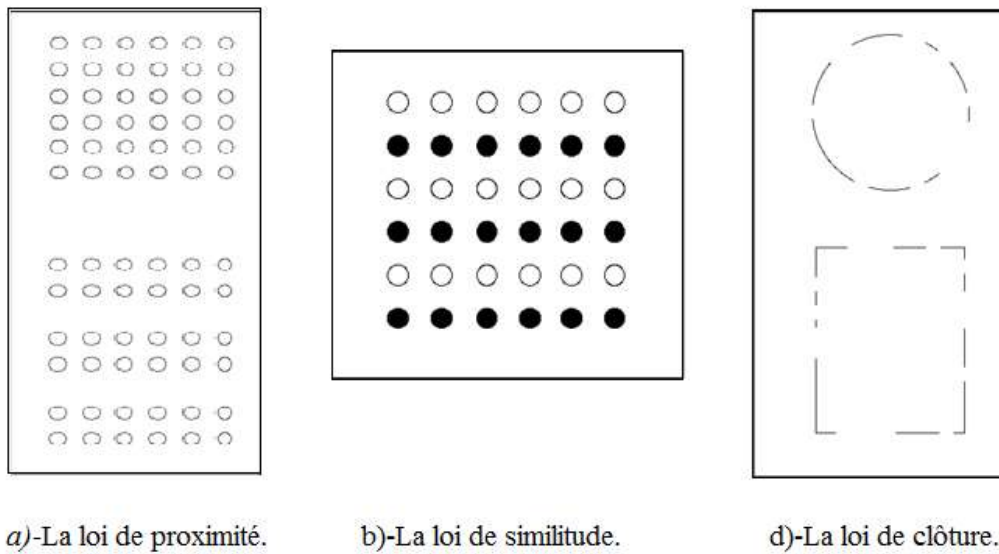 a)-La loi de proximité. b)-La loi de similitude. d)-La loi de clôture.